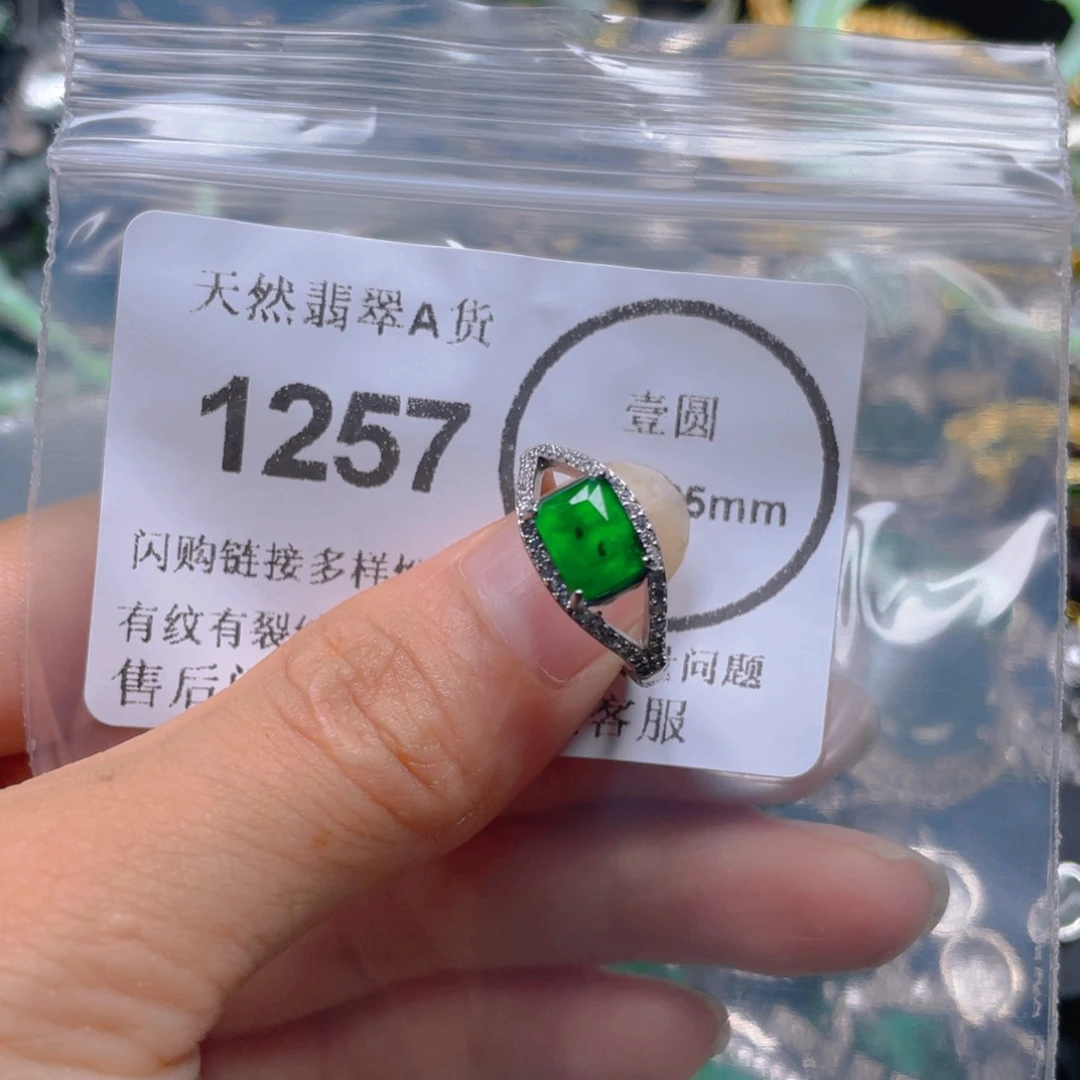 天然翡翠A货
1257
壹圆
5mm
闪购链接多样
有纹有裂
问题
售后
客服